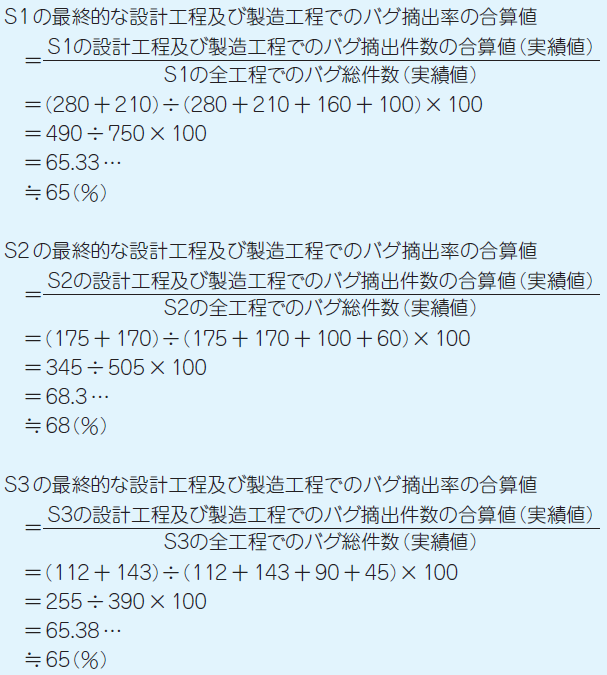 S1の最終的な設計工程及び製造工程でのバグ摘出率の合算値
＝S1の設計工程及び製造工程でのバグ摘出件数の合算値（実績値）
S1の全工程でのバグ総件数（実績値）
＝（280＋210）÷（280＋210＋160＋100）×100
＝490÷750×100
＝65.33…
≒65（％）
S2の最終的な設計工程及び製造工程でのバグ摘出率の合算値
＝S2の設計工程及び製造工程でのバグ摘出件数の合算値（実績値）
S2の全工程でのバグ総件数（実績値）
＝（175＋170）÷（175＋170＋100＋60）×100
＝345÷505×100
＝68.3…
≒68（％）
S3の最終的な設計工程及び製造工程でのバグ摘出率の合算値
＝S3の設計工程及び製造工程でのバグ摘出件数の合算値（実績値）
S3の全工程でのバグ総件数（実績値）
＝（112＋143）÷（112＋143＋90＋45）×100
＝255÷390×100
＝65.38…
≒65（％）